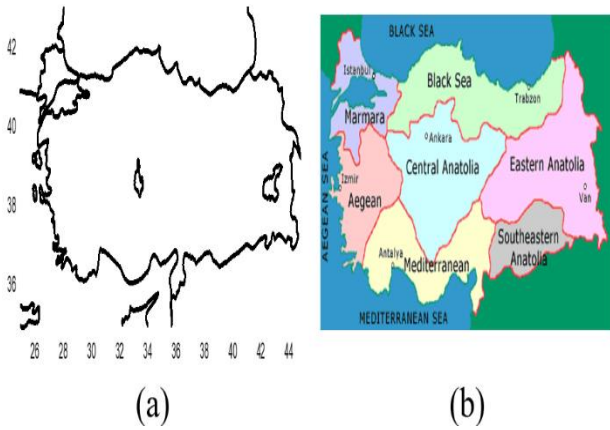 42
40
38
36
26 28 30 32 34 36 38 40 42 44
(a)
BLACK SEA
Istanbul
Black Sea
Trabzon
Marmara
Ankara
Central Anatolia
Eastern Anatolia
AEGEAN SEA
Izmir
Aegean
Van
Antalya
Mediterranean
Southeastern
Anatolia
MEDITERRANEAN SEA
(b)